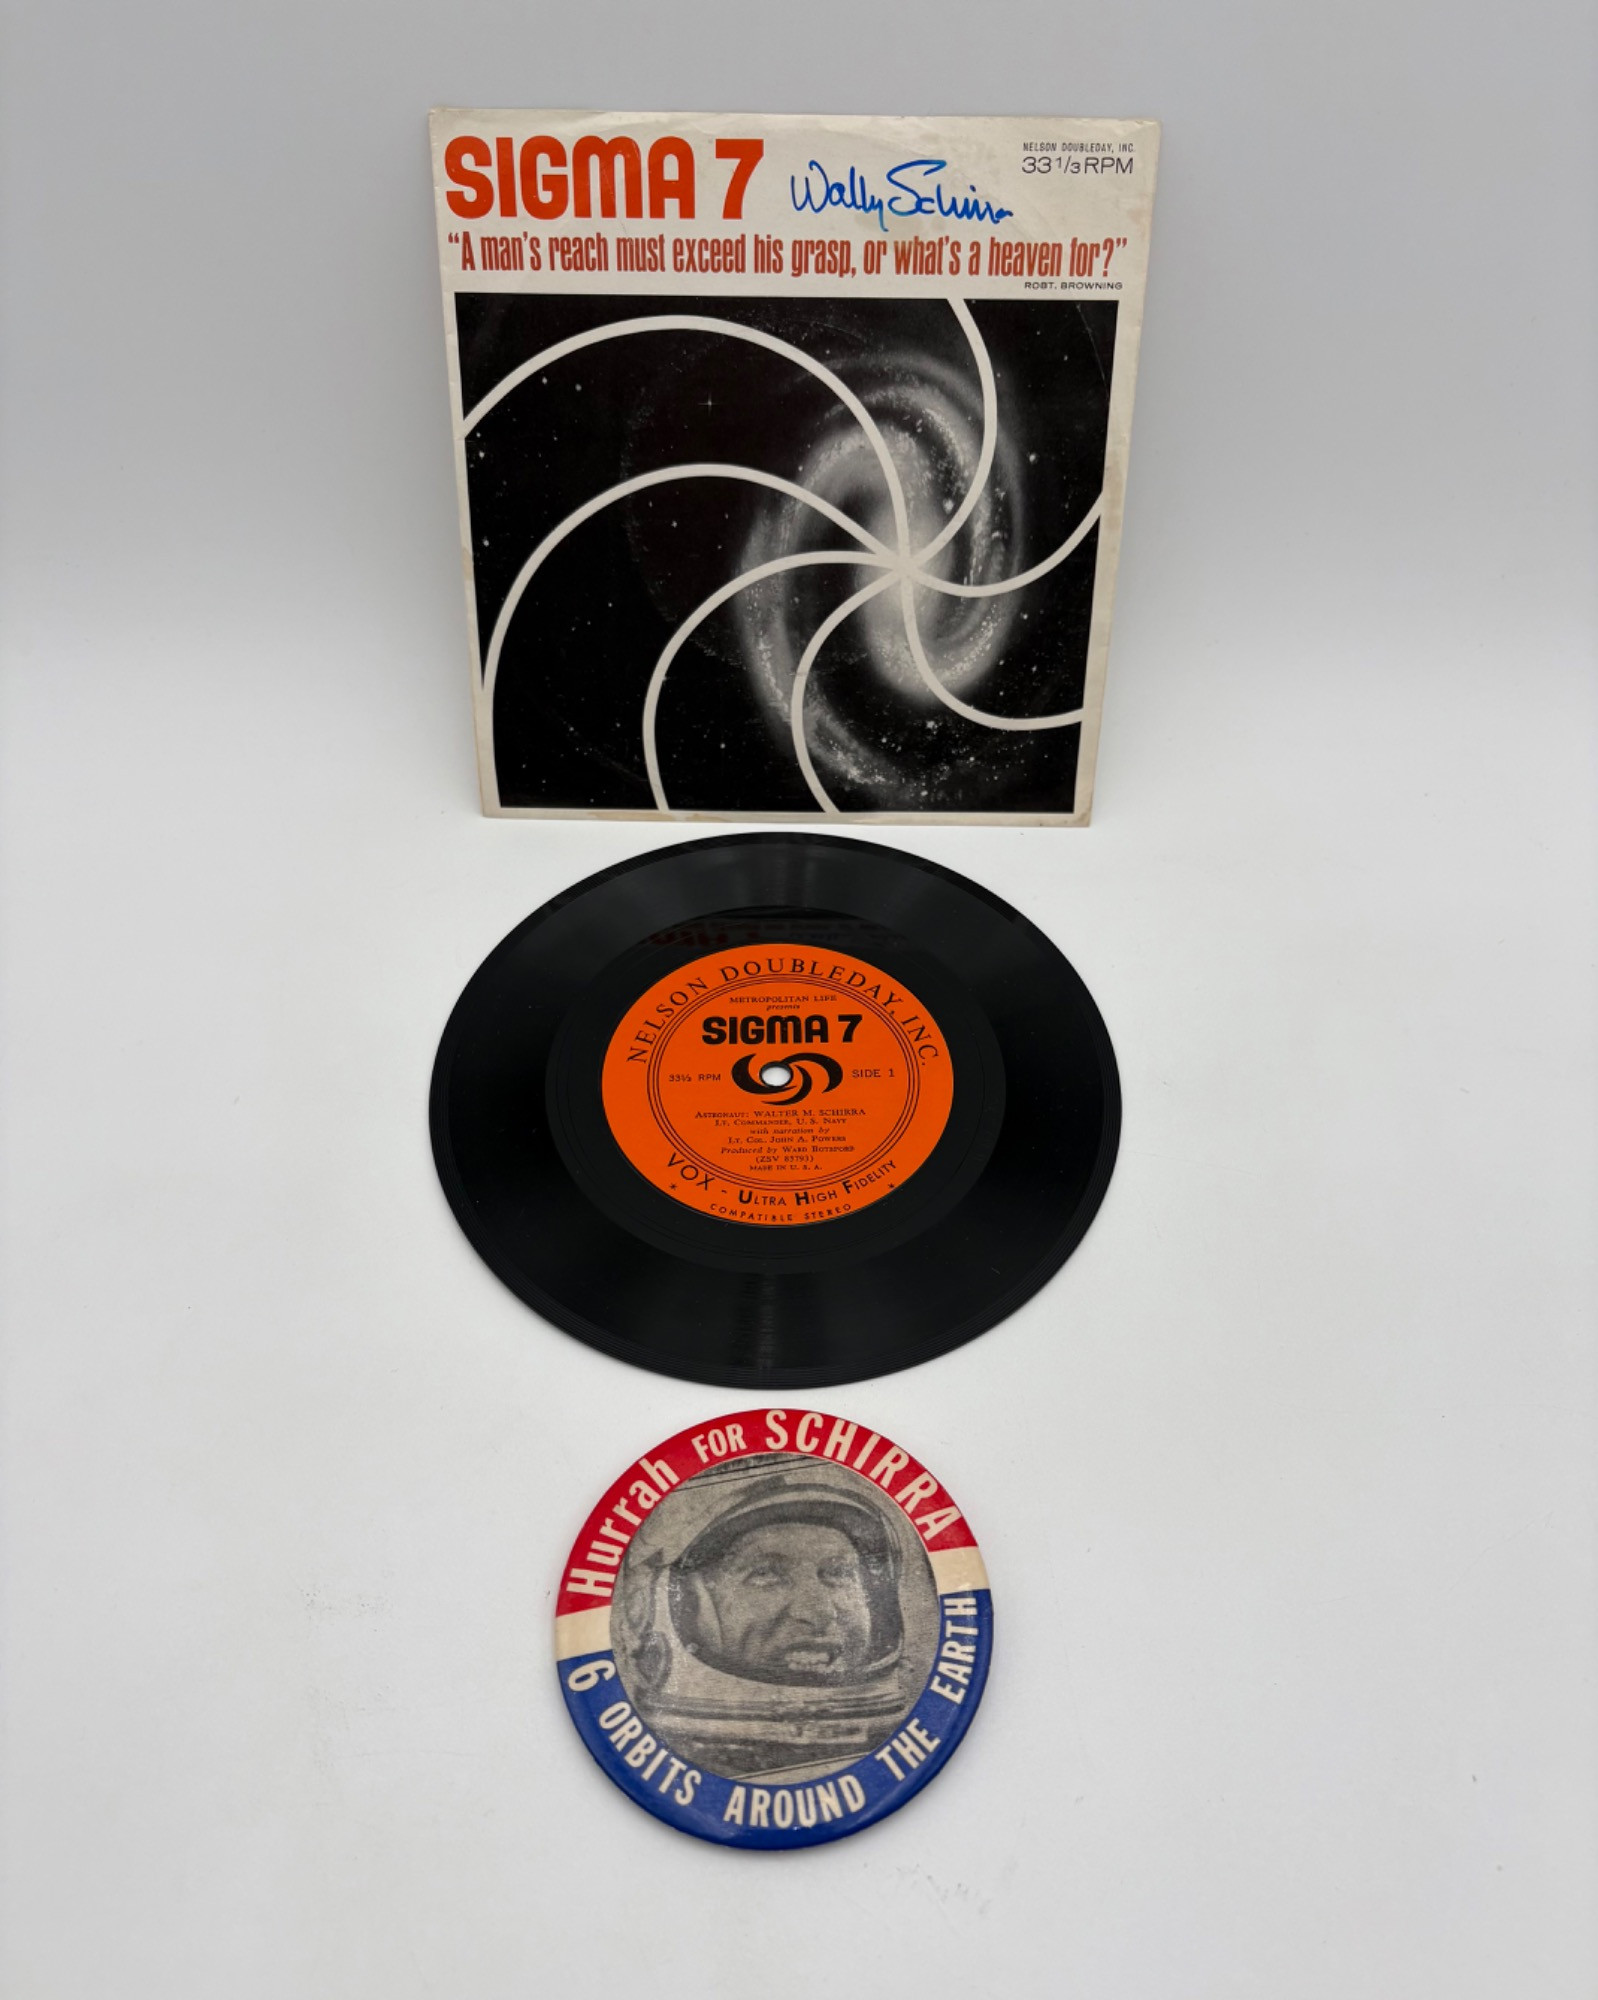 SIGMA 7
Wally Schirra
NELSON DOUBLEDAY, INC.
33 1/3 RPM
"A man's reach must exceed his grasp, or what's a heaven for?"
ROBT. BROWNING
NELSON DOUBLEDAY, INC.
METROPOLITAN LIFE
presents
SIGMA 7
33⅓ RPM
SIDE 1
ASTRONAUT: WALTER M. SCHIRRA
LT. COMMANDER, U. S. NAVY
with narration by
LT. COL. JOHN A. POWERS
Produced by WARD BOTSFORD
(ZSV 85793)
MADE IN U. S. A.
VOX - ULTRA HIGH FIDELITY
COMPATIBLE STEREO
Hurrah FOR SCHIRRA
6 ORBITS AROUND THE EARTH